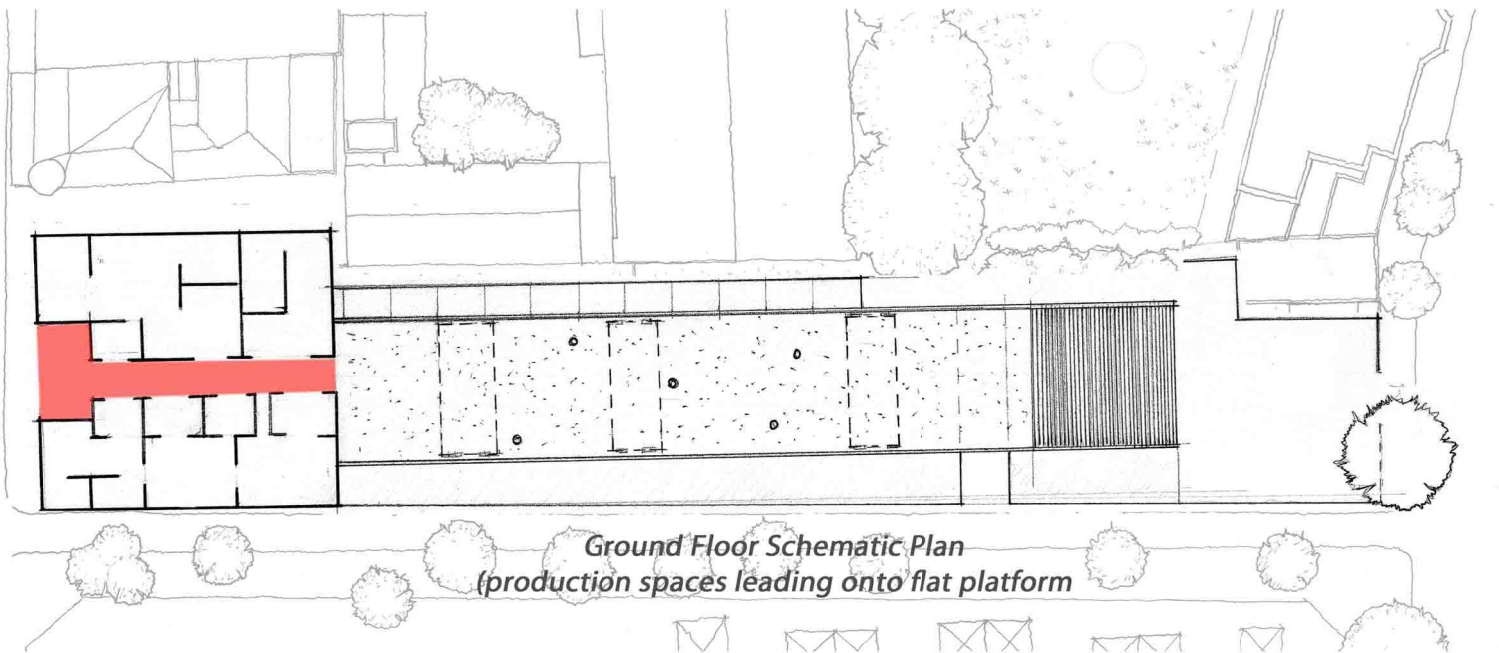 Ground Floor Schematic Plan
(production spaces leading onto flat platform